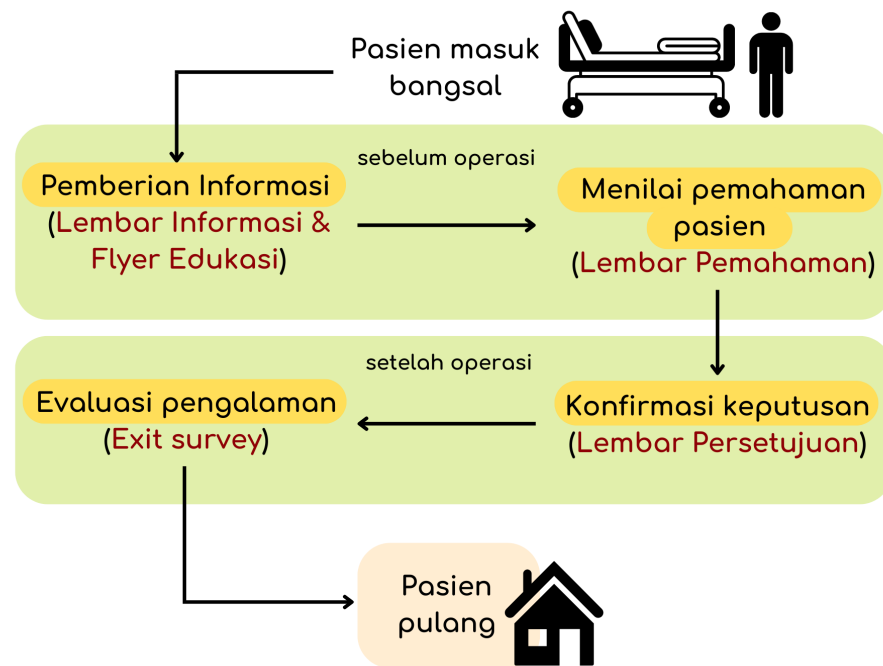 Pasien masuk
bangsal
sebelum operasi
Pemberian Informasi
(Lembar Informasi &
Flyer Edukasi)
Menilai pemahaman
pasien
(Lembar Pemahaman)
setelah operasi
Konfirmasi keputusan
(Lembar Persetujuan)
Evaluasi pengalaman
(Exit survey)
Pasien
pulang